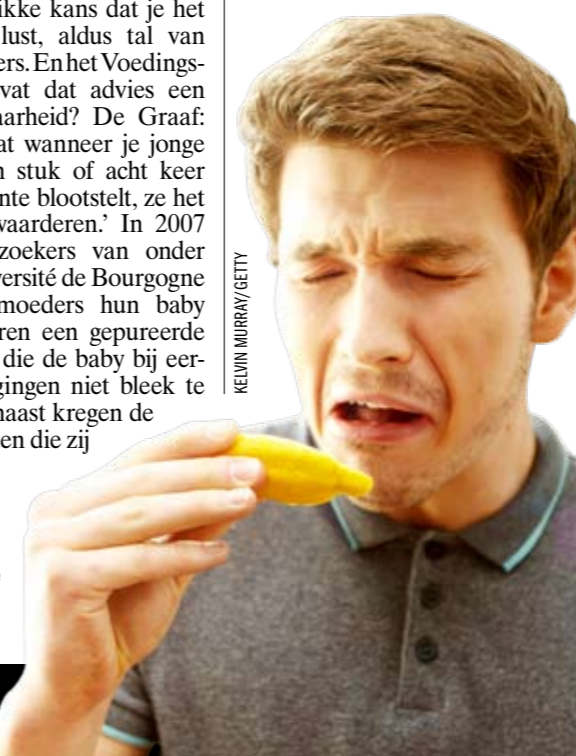 ikke kans dat je het
lust, aldus tal van
ers. En het Voedings-
vat dat advies een
aarheid? De Graaf:
at wanneer je jonge
n stuk of acht keer
nte blootstelt, ze het
waarderen.’ In 2007
zoekers van onder
versité de Bourgogne
moeders hun baby
ren een gepureerde
die de baby bij eer-
gingen niet bleek te
naast kregen de
en die zij
KELVIN MURRAY/GETTY